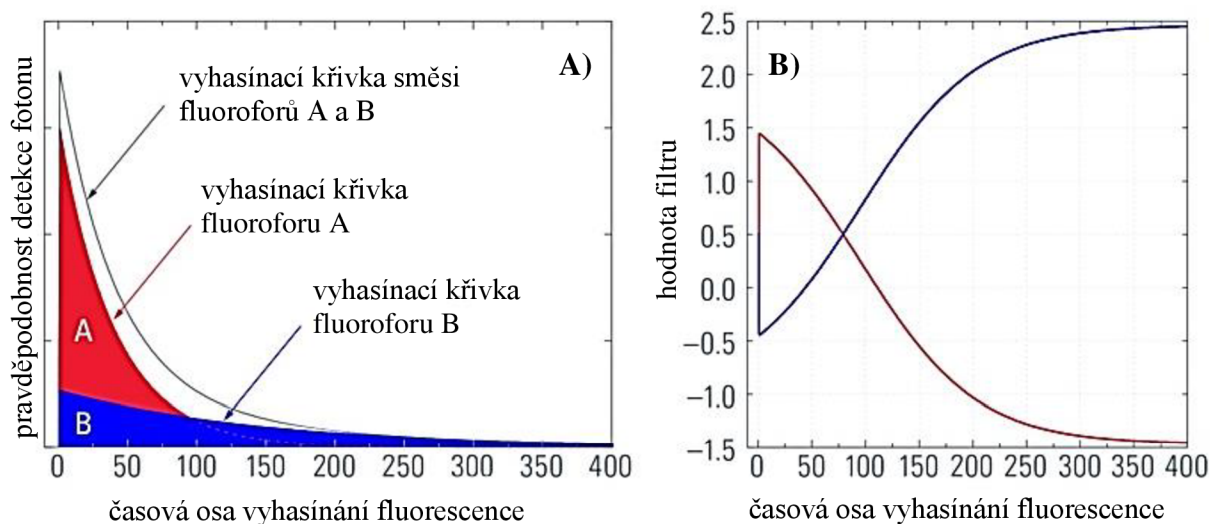 pravděpodobnost detekce fotonu
A)
vyhasínací křivka směsi
fluoroforů A a B
vyhasínací křivka
fluoroforu A
vyhasínací křivka
fluoroforu B
A
B
0 50 100 150 200 250 300 350 400
časová osa vyhasínání fluorescence
hodnota filtru
B)
2.5
2.0
1.5
1.0
0.5
0.0
−0.5
−1.0
−1.5
0 50 100 150 200 250 300 350 400
časová osa vyhasínání fluorescence